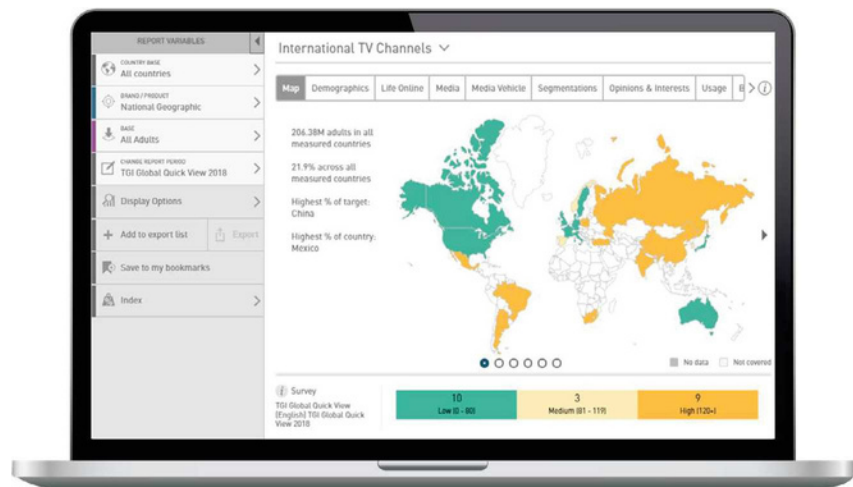 REPORT VARIABLES
COUNTRY BASE
All countries
BRAND / PRODUCT
National Geographic
BASE
All Adults
CHANGE REPORT PERIOD
TGI Global Quick View 2018
Display Options
Add to export list
Export
Save to my bookmarks
Index
International TV Channels
Map
Demographics
Life Online
Media
Media Vehicle
Segmentations
Opinions & Interests
Usage
206.38M adults in all
measured countries
21.9% across all
measured countries
Highest % of target:
China
Highest % of country:
Mexico
No data
Not covered
Survey
TGI Global Quick View
(English) TGI Global Quick
View 2018
10
Low (0 - 80)
3
Medium (81 - 119)
9
High (120+)